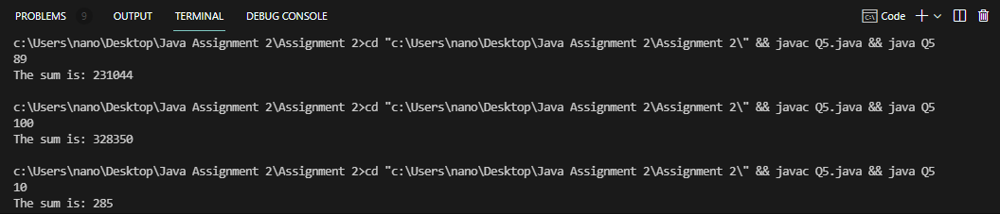 PROBLEMS 9 OUTPUT TERMINAL DEBUG CONSOLE Code
c:\Users\nano\Desktop\Java Assignment 2\Assignment 2>cd "c:\Users\nano\Desktop\Java Assignment 2\Assignment 2\" && javac Q5.java && java Q5
89
The sum is: 231044
c:\Users\nano\Desktop\Java Assignment 2\Assignment 2>cd "c:\Users\nano\Desktop\Java Assignment 2\Assignment 2\" && javac Q5.java && java Q5
100
The sum is: 328350
c:\Users\nano\Desktop\Java Assignment 2\Assignment 2>cd "c:\Users\nano\Desktop\Java Assignment 2\Assignment 2\" && javac Q5.java && java Q5
10
The sum is: 285